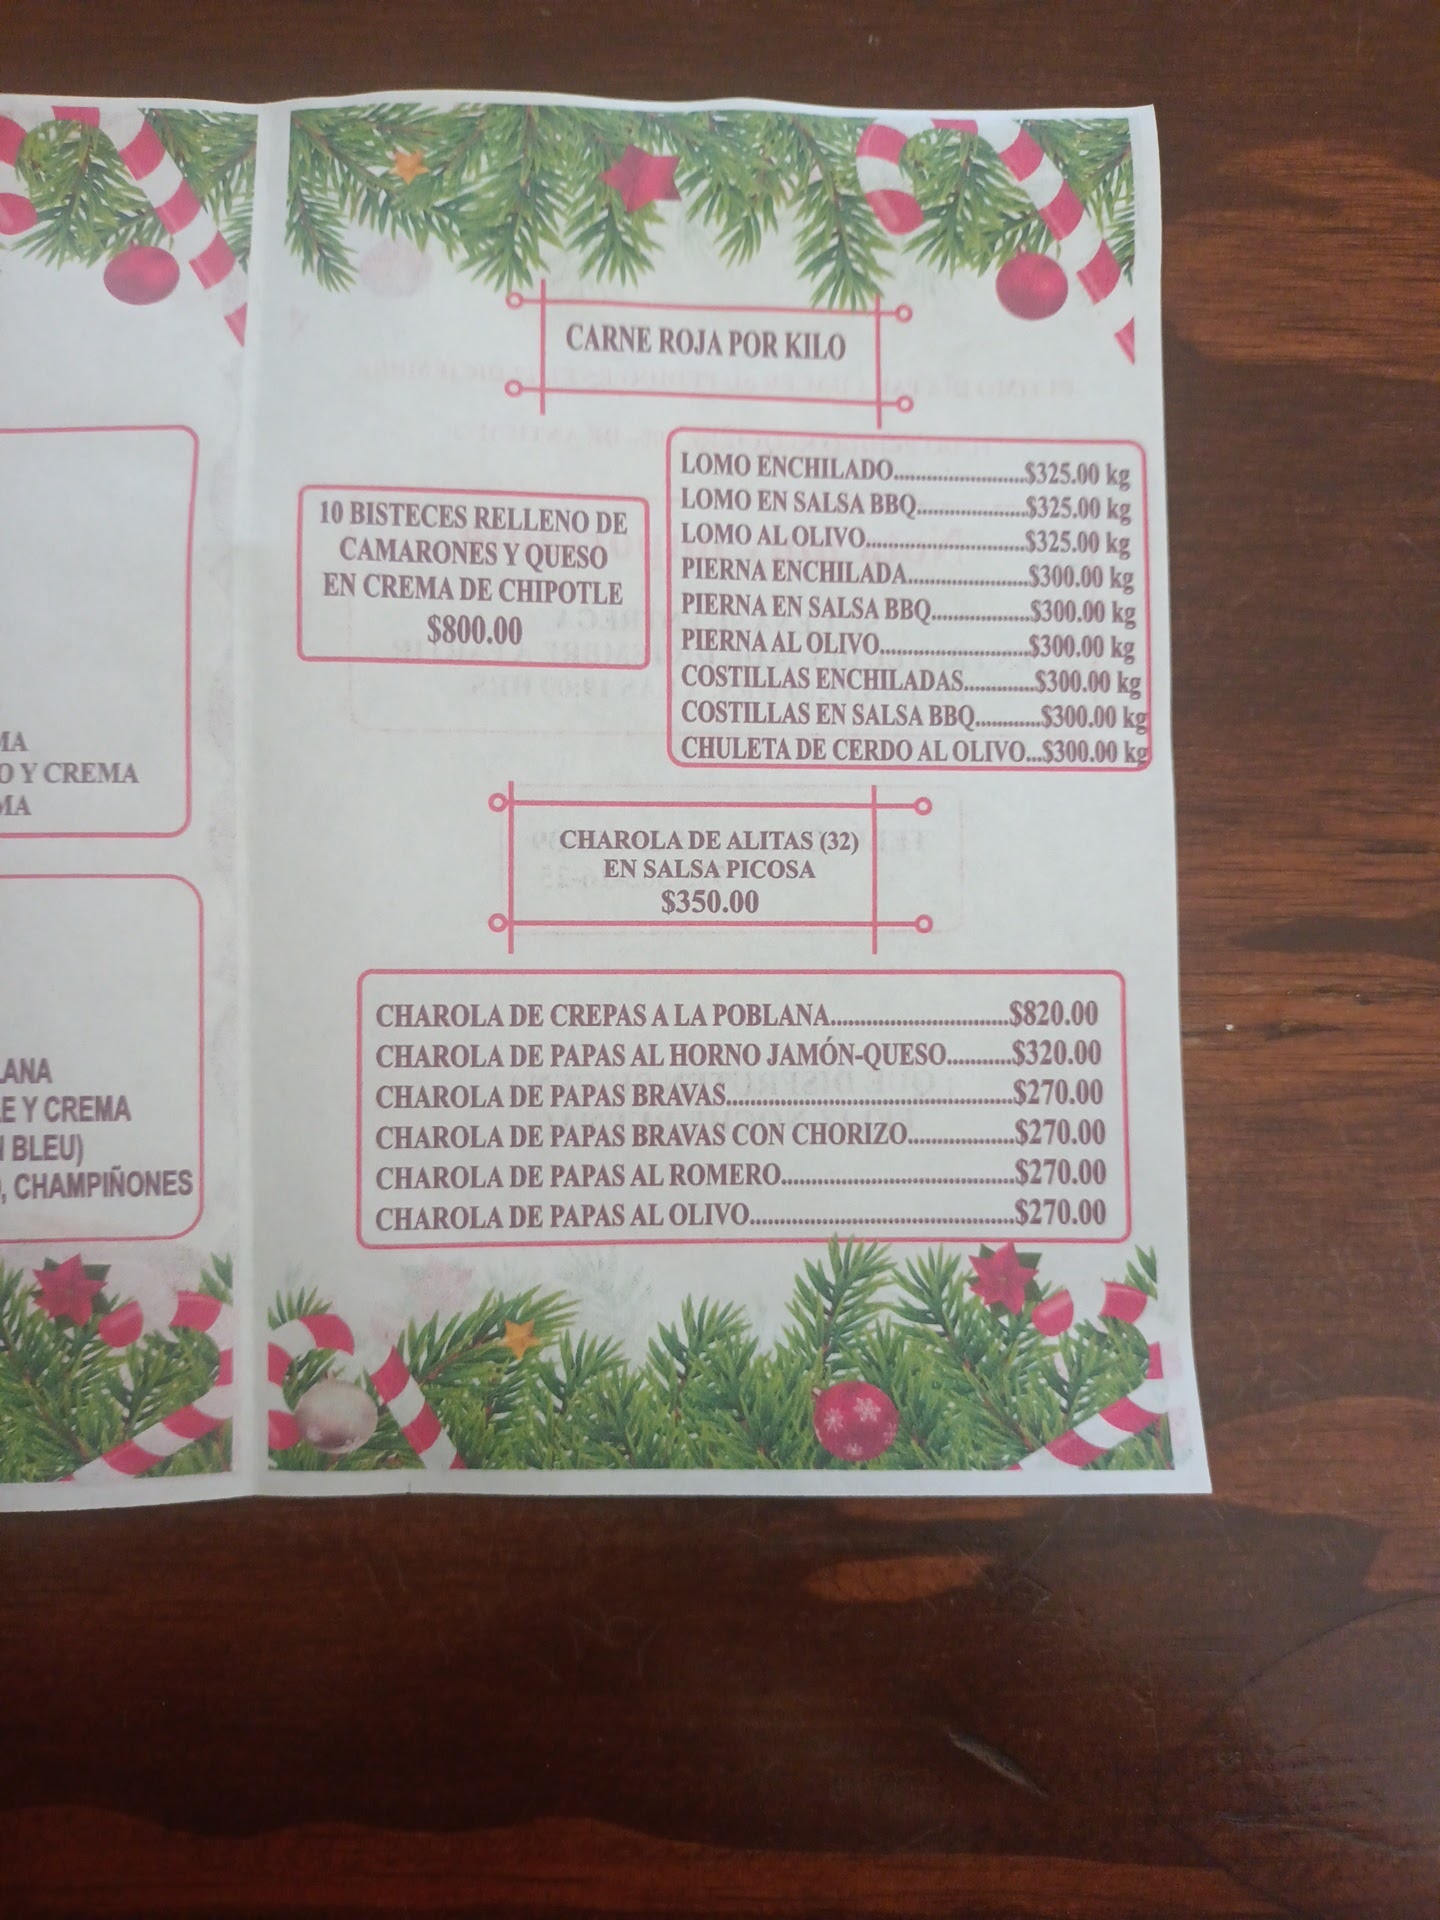 MA
O Y CREMA
MA
LANA
LE Y CREMA
N BLEU)
, CHAMPIÑONES
CARNE ROJA POR KILO
10 BISTECES RELLENO DE
CAMARONES Y QUESO
EN CREMA DE CHIPOTLE
$800.00
LOMO ENCHILADO..........................$325.00 kg
LOMO EN SALSA BBQ......................$325.00 kg
LOMO AL OLIVO................................$325.00 kg
PIERNA ENCHILADA........................$300.00 kg
PIERNA EN SALSA BBQ....................$300.00 kg
PIERNA AL OLIVO..............................$300.00 kg
COSTILLAS ENCHILADAS..............$300.00 kg
COSTILLAS EN SALSA BBQ.............$300.00 kg
CHULETA DE CERDO AL OLIVO...$300.00 kg
CHAROLA DE ALITAS (32)
EN SALSA PICOSA
$350.00
CHAROLA DE CREPAS A LA POBLANA..............................$820.00
CHAROLA DE PAPAS AL HORNO JAMÓN-QUESO...........$320.00
CHAROLA DE PAPAS BRAVAS................................................$270.00
CHAROLA DE PAPAS BRAVAS CON CHORIZO..................$270.00
CHAROLA DE PAPAS AL ROMERO.......................................$270.00
CHAROLA DE PAPAS AL OLIVO............................................$270.00